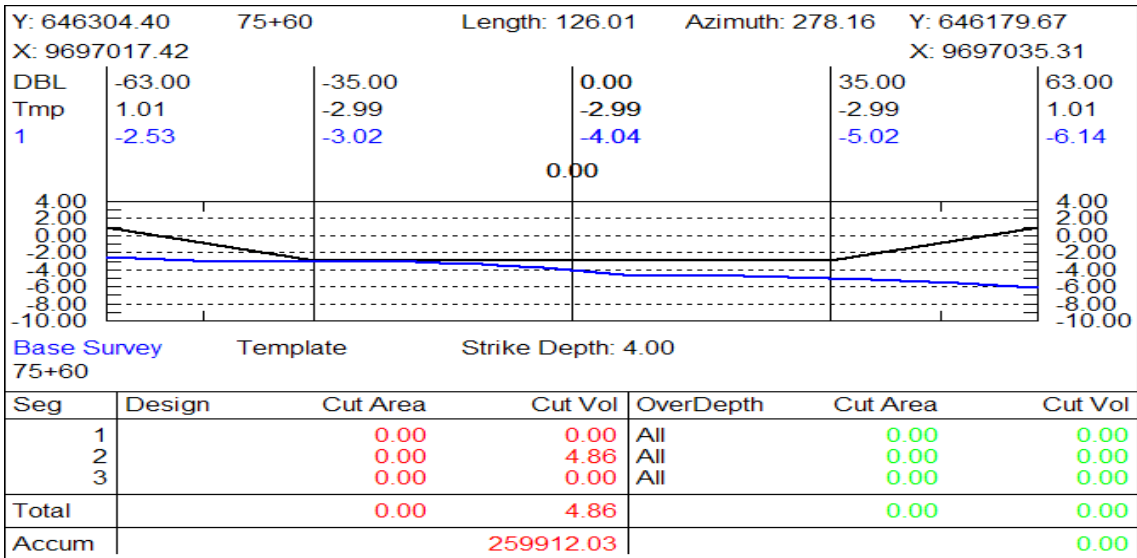 Y: 646304.40 75+60 Length: 126.01 Azimuth: 278.16 Y: 646179.67
X: 9697017.42 X: 9697035.31
DBL -63.00 -35.00 0.00 35.00 63.00
Tmp 1.01 -2.99 -2.99 -2.99 1.01
1 -2.53 -3.02 -4.04 -5.02 -6.14
0.00
4.00 4.00
2.00 2.00
0.00 0.00
-2.00 -2.00
-4.00 -4.00
-6.00 -6.00
-8.00 -8.00
-10.00 -10.00
Base Survey Template Strike Depth: 4.00
75+60
Seg Design Cut Area Cut Vol OverDepth Cut Area Cut Vol
1 0.00 0.00 All 0.00 0.00
2 0.00 4.86 All 0.00 0.00
3 0.00 0.00 All 0.00 0.00
Total 0.00 4.86 0.00 0.00
Accum 259912.03 0.00